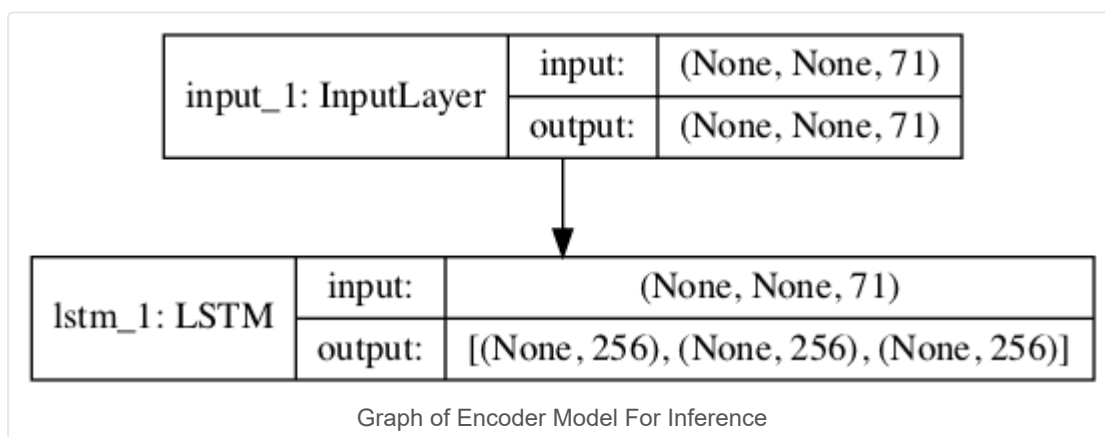 input_1: InputLayer
input:
(None, None, 71)
output:
(None, None, 71)
lstm_1: LSTM
input:
(None, None, 71)
output:
[(None, 256), (None, 256), (None, 256)]
Graph of Encoder Model For Inference